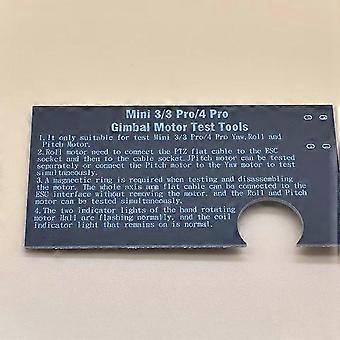 Mini 3/3 Pro/4 Pro
Gimbal Motor Test Tools
1.It only suitable for test Mini 3/3 Pro/4 Pro Yaw,Roll and
Pitch Motor.
2.Roll motor need to connect the PTZ flat cable to the ESC
socket and then to the cable socket.JPitch motor can be tested
separately or connect the Pitch to Yaw motor to test
simultaneously.
3.A magnetic ring is required when testing and disassembling
the motor. The whole axis arm flat cable can be connected to the
ESC interface without removing the motor, and the Roll and Pitch
motor can be tested simultaneously.
4.The two indicator lights of the hand rotating
motor Hall are flashing normally, and the coil
indicator light that remains on is normal.